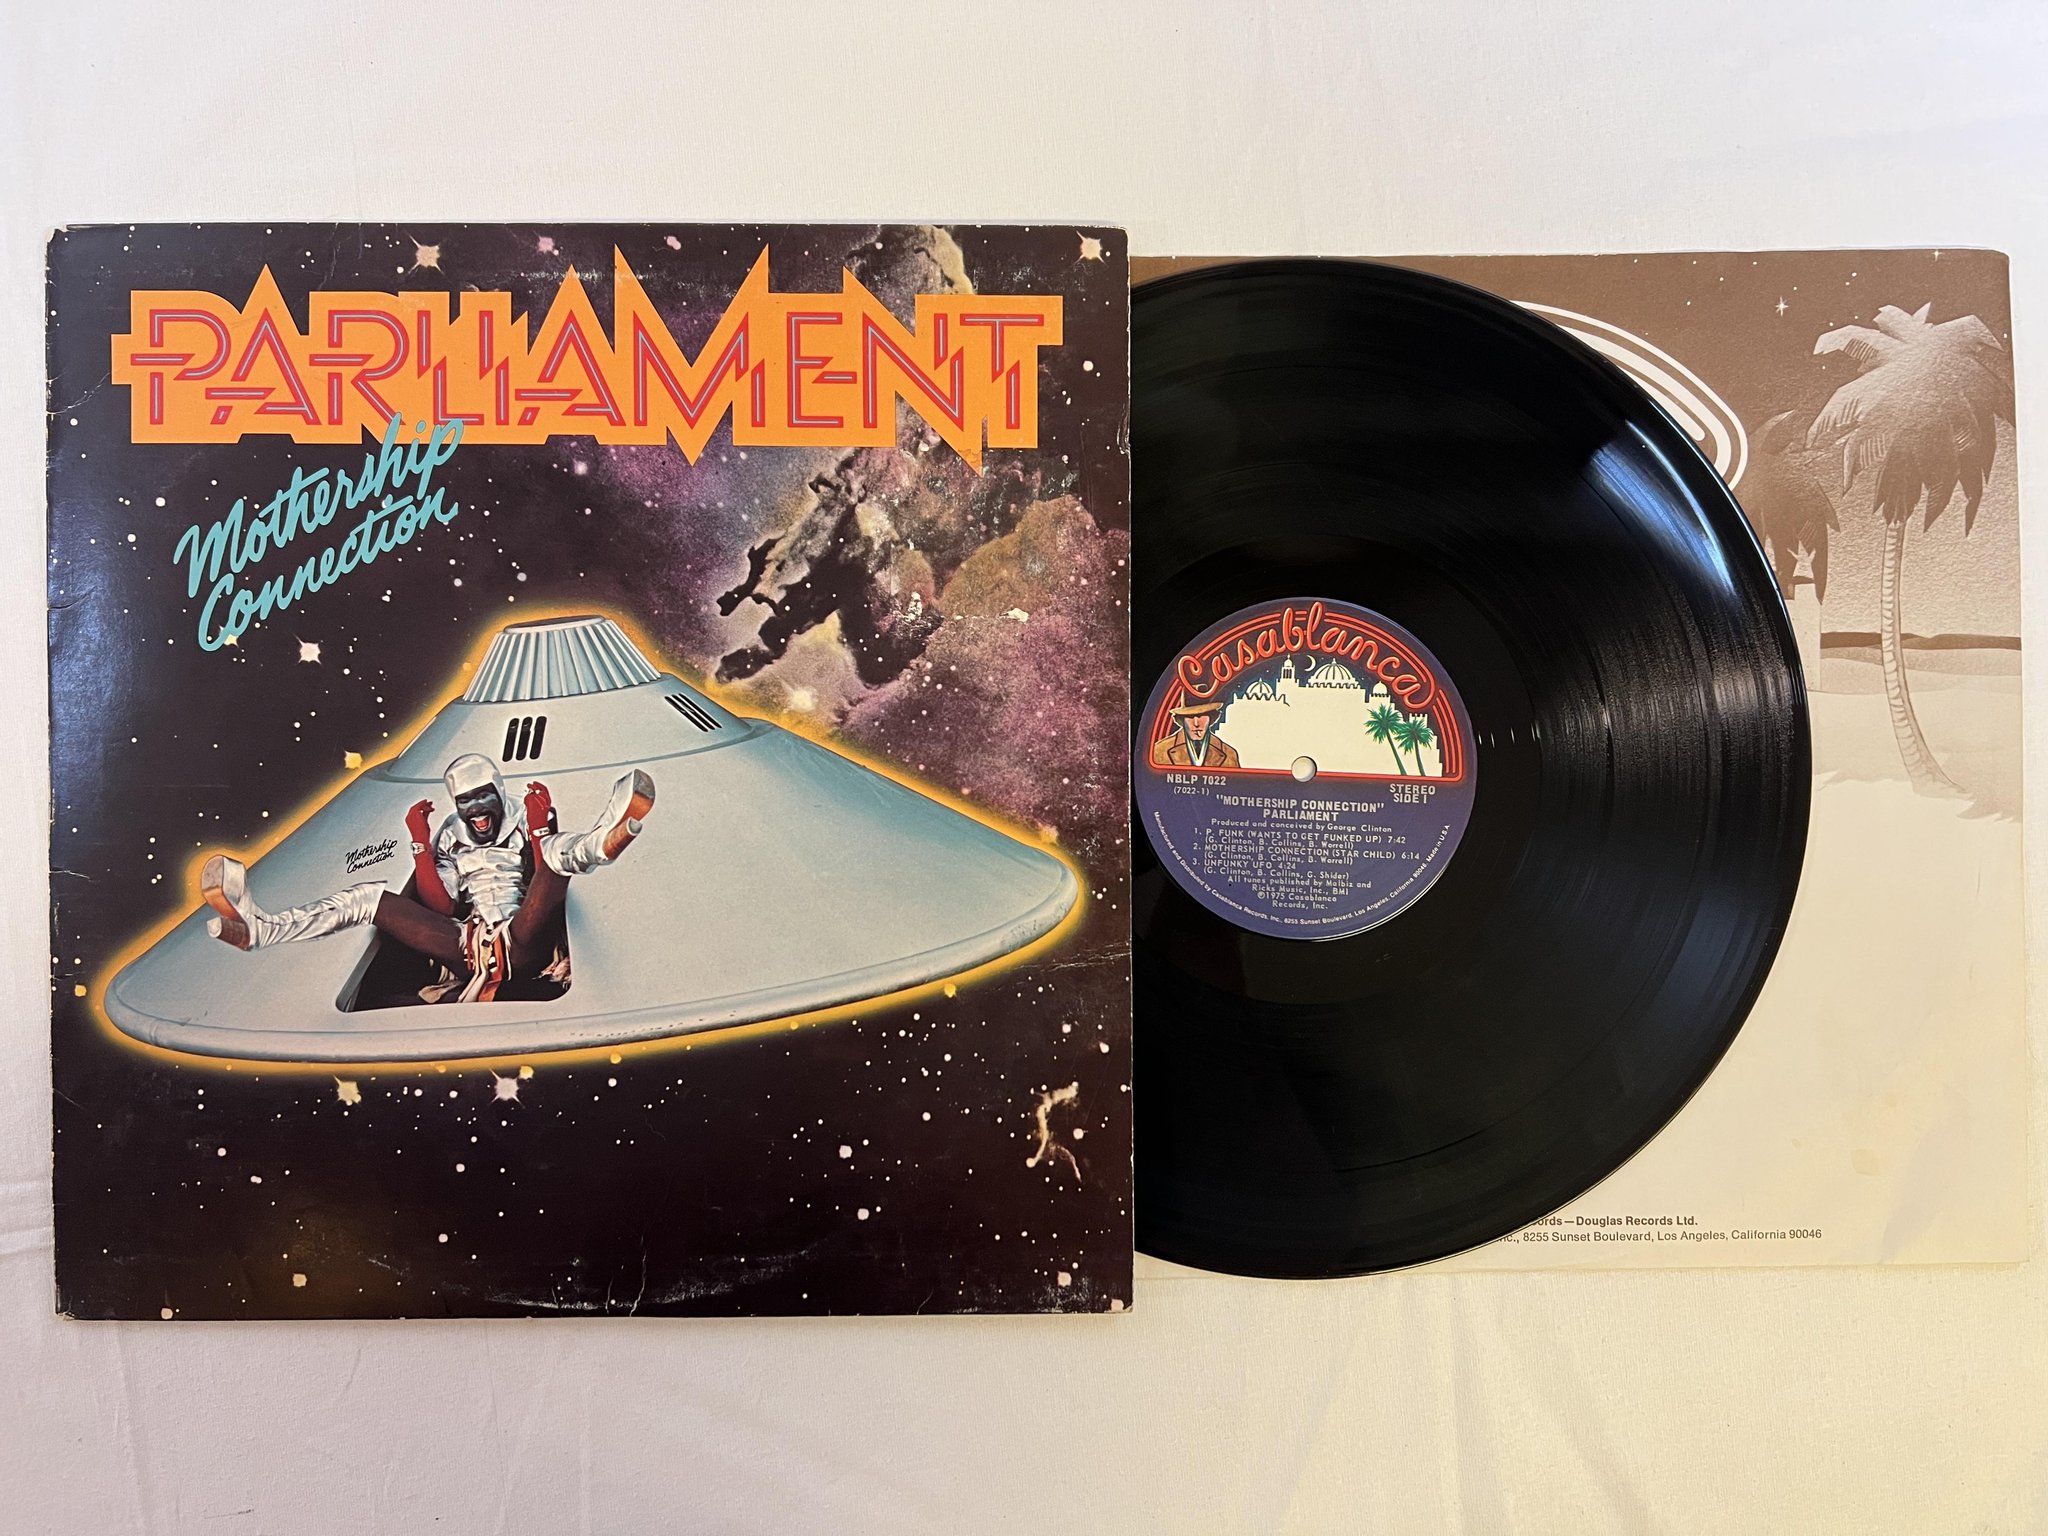 PARLIAMENT
Mothership
Connection
Mothership
Connection
Casablanca
NBLP 7022
(7022-1)
STEREO
SIDE 1
"MOTHERSHIP CONNECTION"
PARLIAMENT
Produced and conceived by George Clinton
1. P. FUNK (WANTS TO GET FUNKED UP) 7:42
(G. Clinton, B. Collins, B. Worrell)
2. MOTHERSHIP CONNECTION (STAR CHILD) 6:14
(G. Clinton, B. Collins, B. Worrell)
3. UNFUNKY UFO 4:24
(G. Clinton, B. Collins, G. Shider)
All tunes published by Malbiz and
Ricks Music, Inc., BMI
℗1975 Casablanca
Records, Inc.
Manufactured and Distributed by Casablanca Records, Inc., 8255 Sunset Boulevard, Los Angeles, California 90046. Made in U.S.A.
Douglas Records Ltd.
8255 Sunset Boulevard, Los Angeles, California 90046